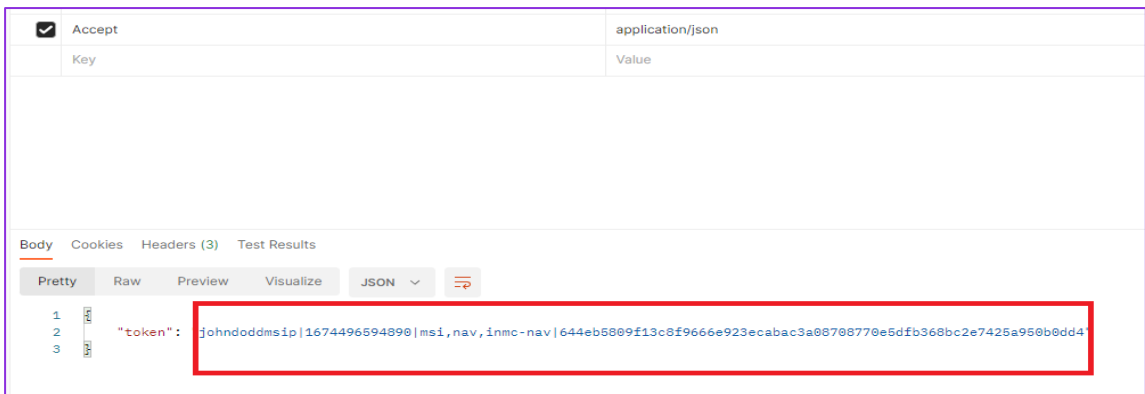 Accept application/json
Key Value
Body Cookies Headers (3) Test Results
Pretty Raw Preview Visualize JSON
1 {
2 "token": "johndoddmsip|1674496594890|msi,nav,inmc-nav|644eb5809f13c8f9666e923ecabac3a08708770e5dfb368bc2e7425a950b0dd4"
3 }